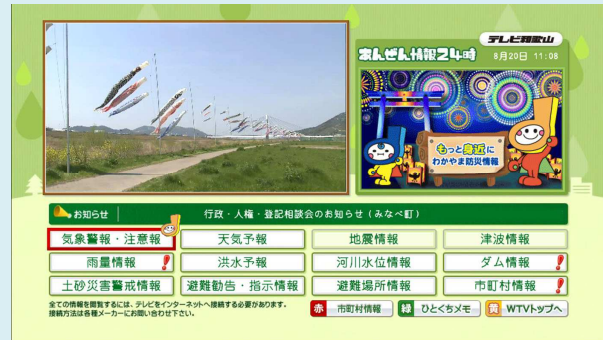 テレビ和歌山
あんぜん情報24時
8月20日 11:08
もっと身近に
わかやま防災情報
お知らせ
行政・人権・登記相談会のお知らせ(みなべ町)
気象警報・注意報
天気予報
地震情報
津波情報
雨量情報
洪水予報
河川水位情報
ダム情報
土砂災害警戒情報
避難勧告・指示情報
避難場所情報
市町村情報
全ての情報を閲覧するには、テレビをインターネットへ接続する必要があります。
接続方法は各種メーカーにお問い合わせ下さい。
赤 市町村情報
緑 ひとくちメモ
黄 WTVトップへ